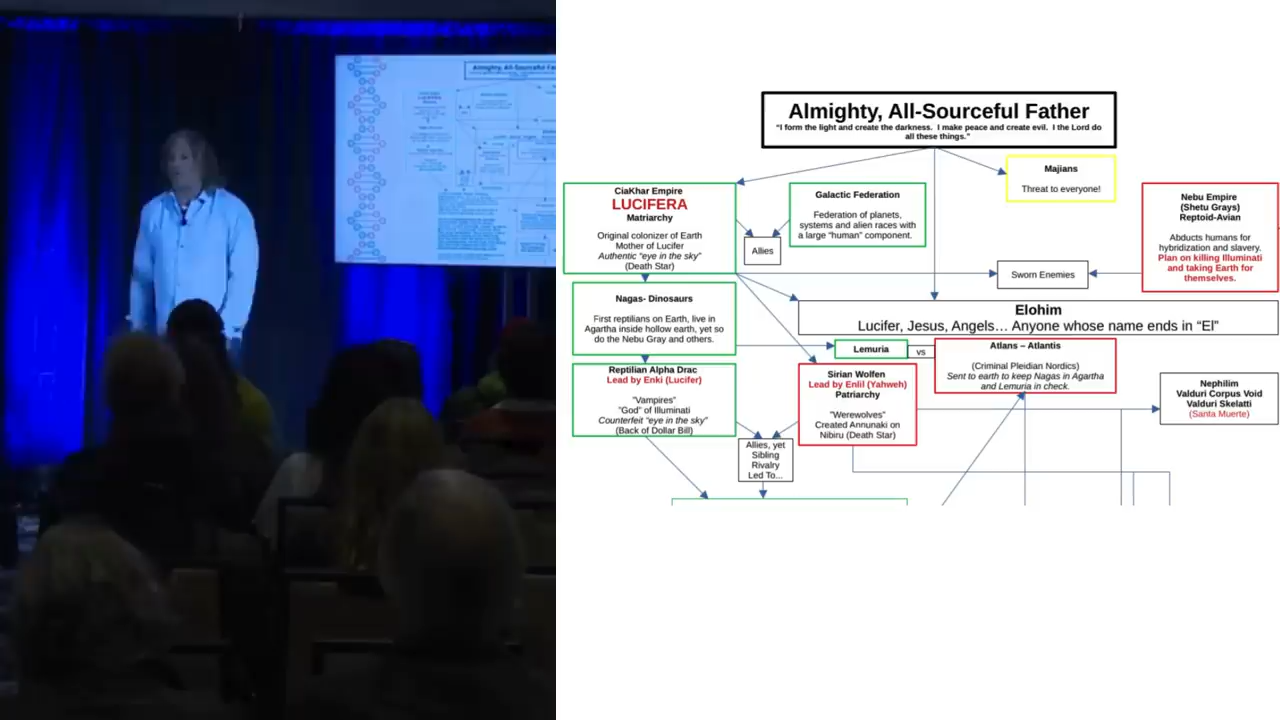 Almighty, All-Sourceful Fa
LUCIFERA
Almighty, All-Sourceful Father
“I form the light and create the darkness.  I make peace and create evil.  I the Lord do
all these things.”
Majians
Threat to everyone!
CiaKhar Empire
LUCIFERA
Matriarchy
Original colonizer of Earth
Mother of Lucifer
Authentic “eye in the sky”
(Death Star)
Galactic Federation
Federation of planets,
systems and alien races with
a large “human” component.
Nebu Empire
(Shetu Grays)
Reptoid-Avian
Abducts humans for
hybridization and slavery.
Plan on killing Illuminati
and taking Earth for
themselves.
Allies
Sworn Enemies
Nagas- Dinosaurs
First reptilians on Earth, live in
Agartha inside hollow earth, yet so
do the Nebu Gray and others.
Elohim
Lucifer, Jesus, Angels… Anyone whose name ends in “El”
Lemuria
vs
Atlans – Atlantis
(Criminal Pleidian Nordics)
Sent to earth to keep Nagas in Agartha
and Lemuria in check.
Reptilian Alpha Drac
Lead by Enki (Lucifer)
"Vampires"
"God" of Illuminati
Counterfeit “eye in the sky”
(Back of Dollar Bill)
Sirian Wolfen
Lead by Enlil (Yahweh)
Patriarchy
"Werewolves"
Created Annunaki on
Nibiru (Death Star)
Nephilim
Valduri Corpus Void
Valduri Skelatti
(Santa Muerte)
Allies, yet
Sibling
Rivalry
Led To...